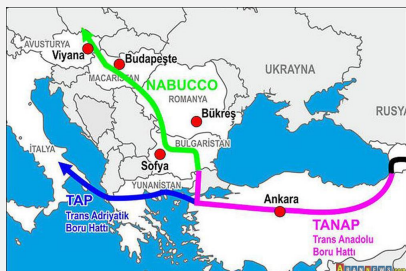 AVUSTURYA
Viyana
Budapeşte
MACARİSTAN
NABUCCO
UKRAYNA
ROMANYA
Bükreş
RUSYA
İTALYA
BULGARİSTAN
Sofya
YUNANİSTAN
TAP
Trans Adriyatik
Boru Hattı
Ankara
TANAP
Trans Anadolu
Boru Hattı